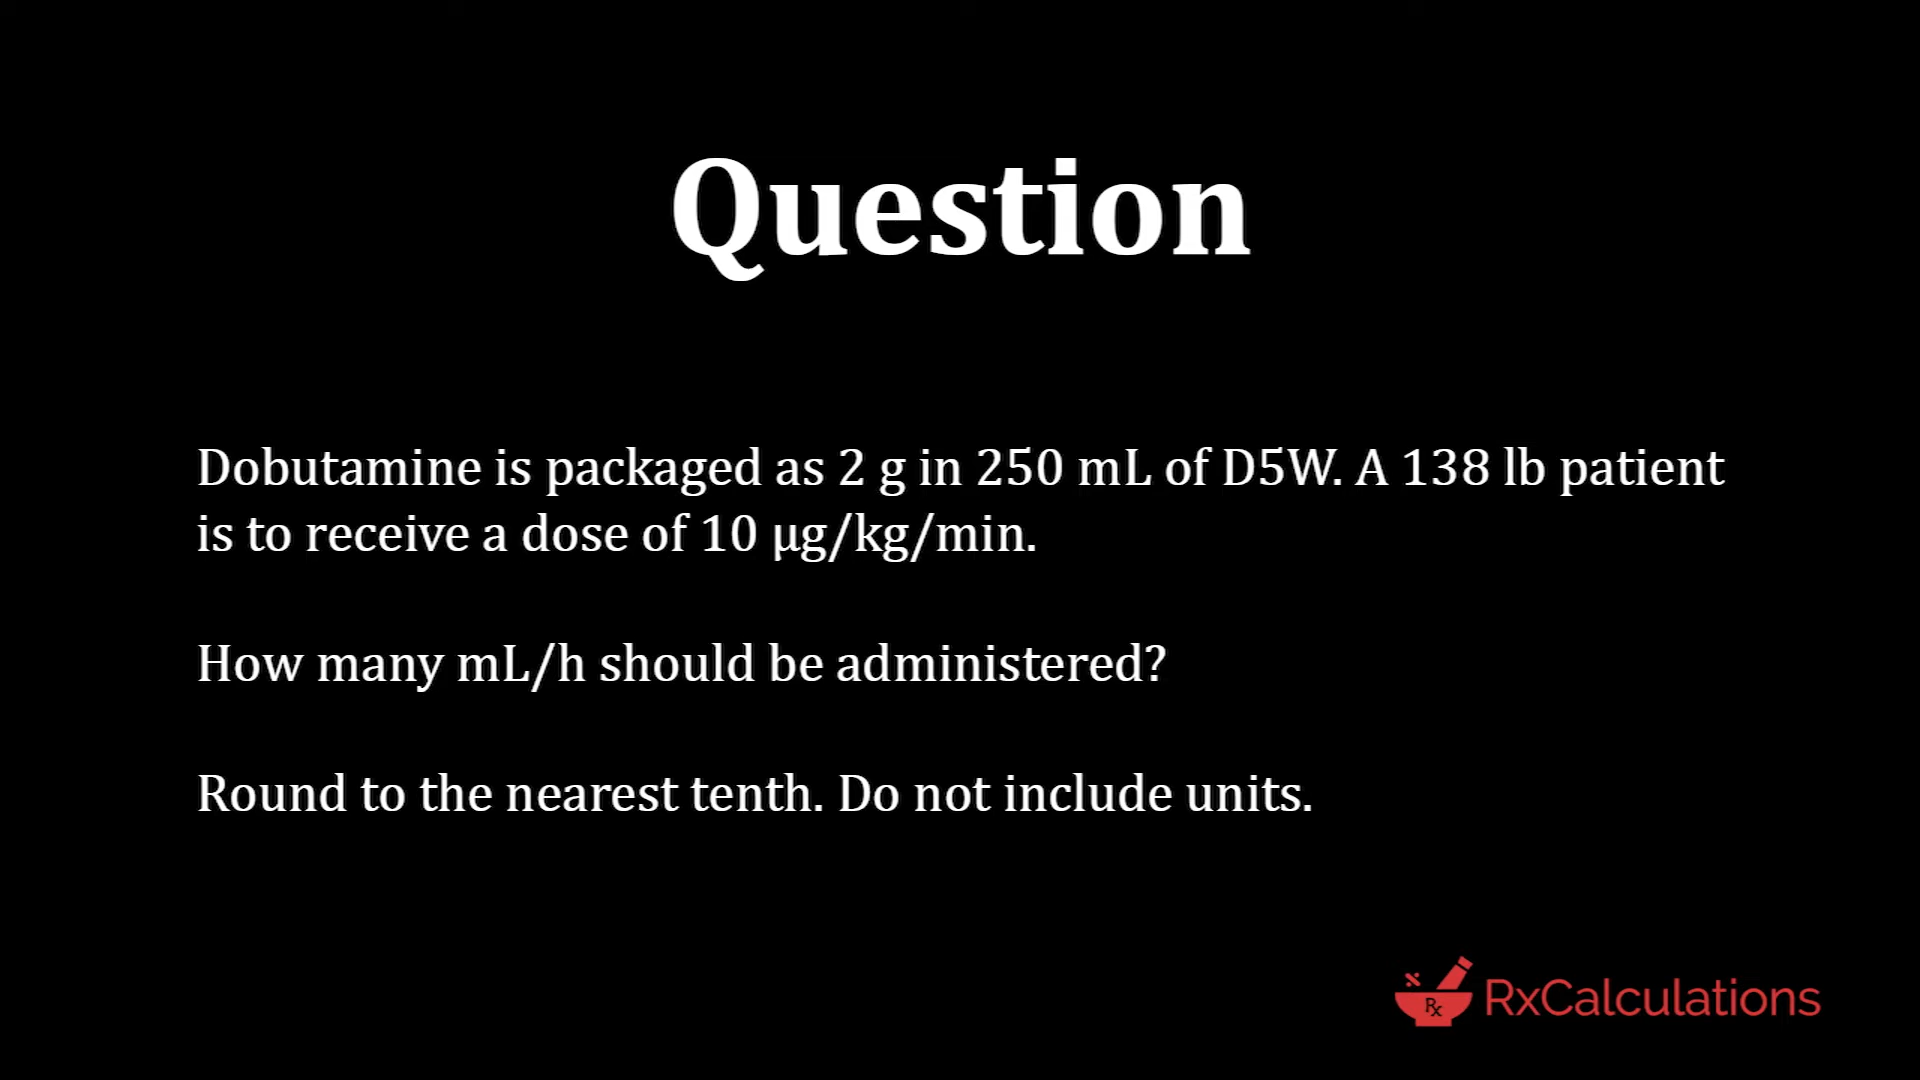 Question
Dobutamine is packaged as 2 g in 250 mL of D5W. A 138 lb patient
is to receive a dose of 10 µg/kg/min.
How many mL/h should be administered?
Round to the nearest tenth. Do not include units.
Rx
RxCalculations